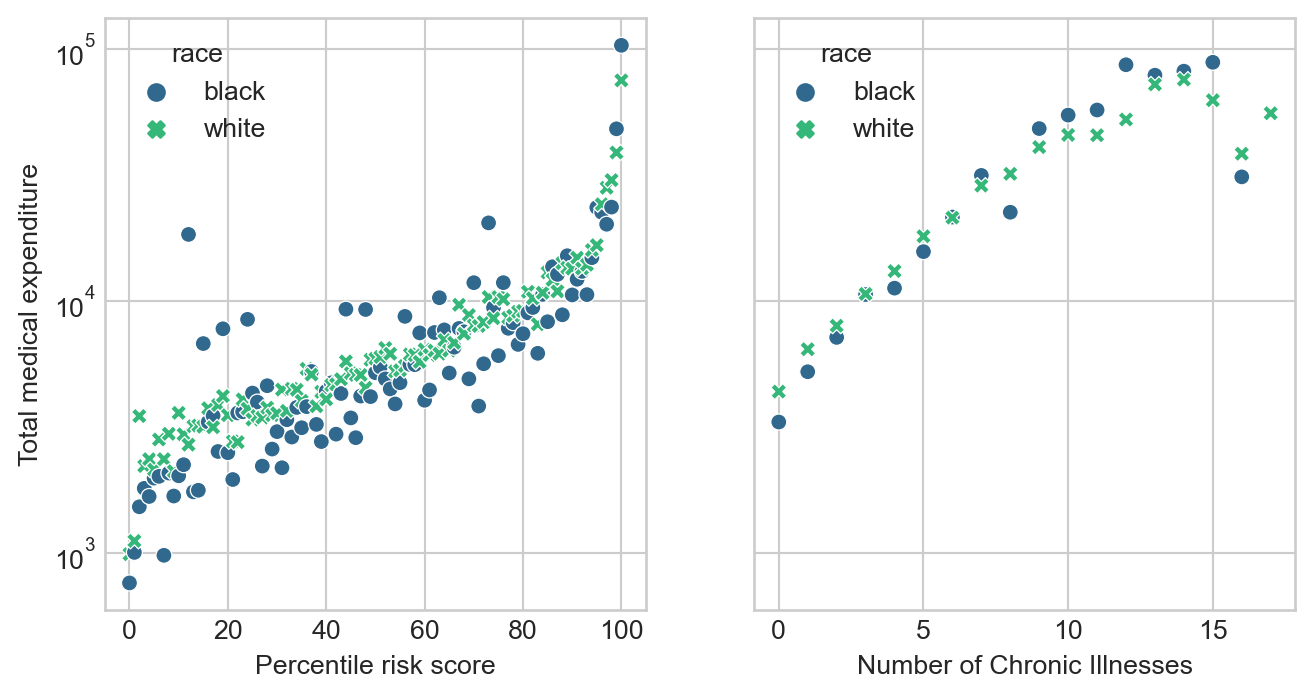 race
black
white
10^5
10^4
10^3
Total medical expenditure
0 20 40 60 80 100
Percentile risk score
race
black
white
0 5 10 15
Number of Chronic Illnesses